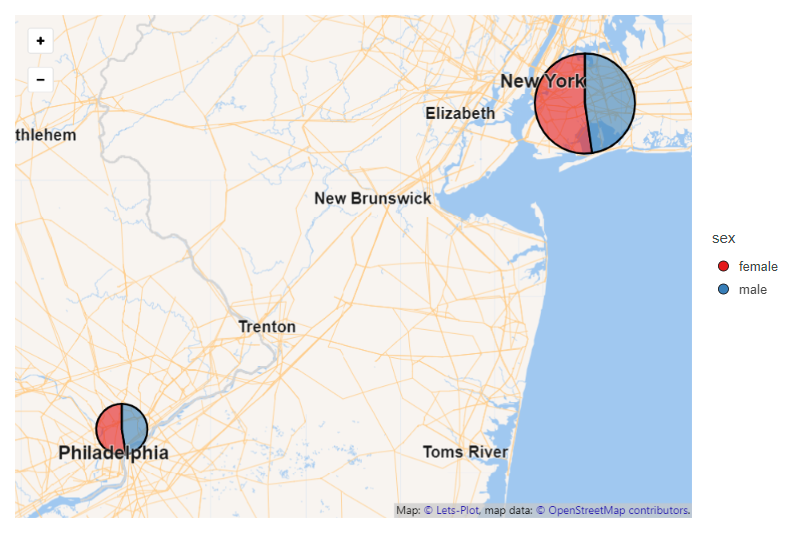 +
−
New York
Elizabeth
thlehem
New Brunswick
Trenton
Philadelphia
Toms River
Map: © Lets-Plot, map data: © OpenStreetMap contributors.
sex
female
male